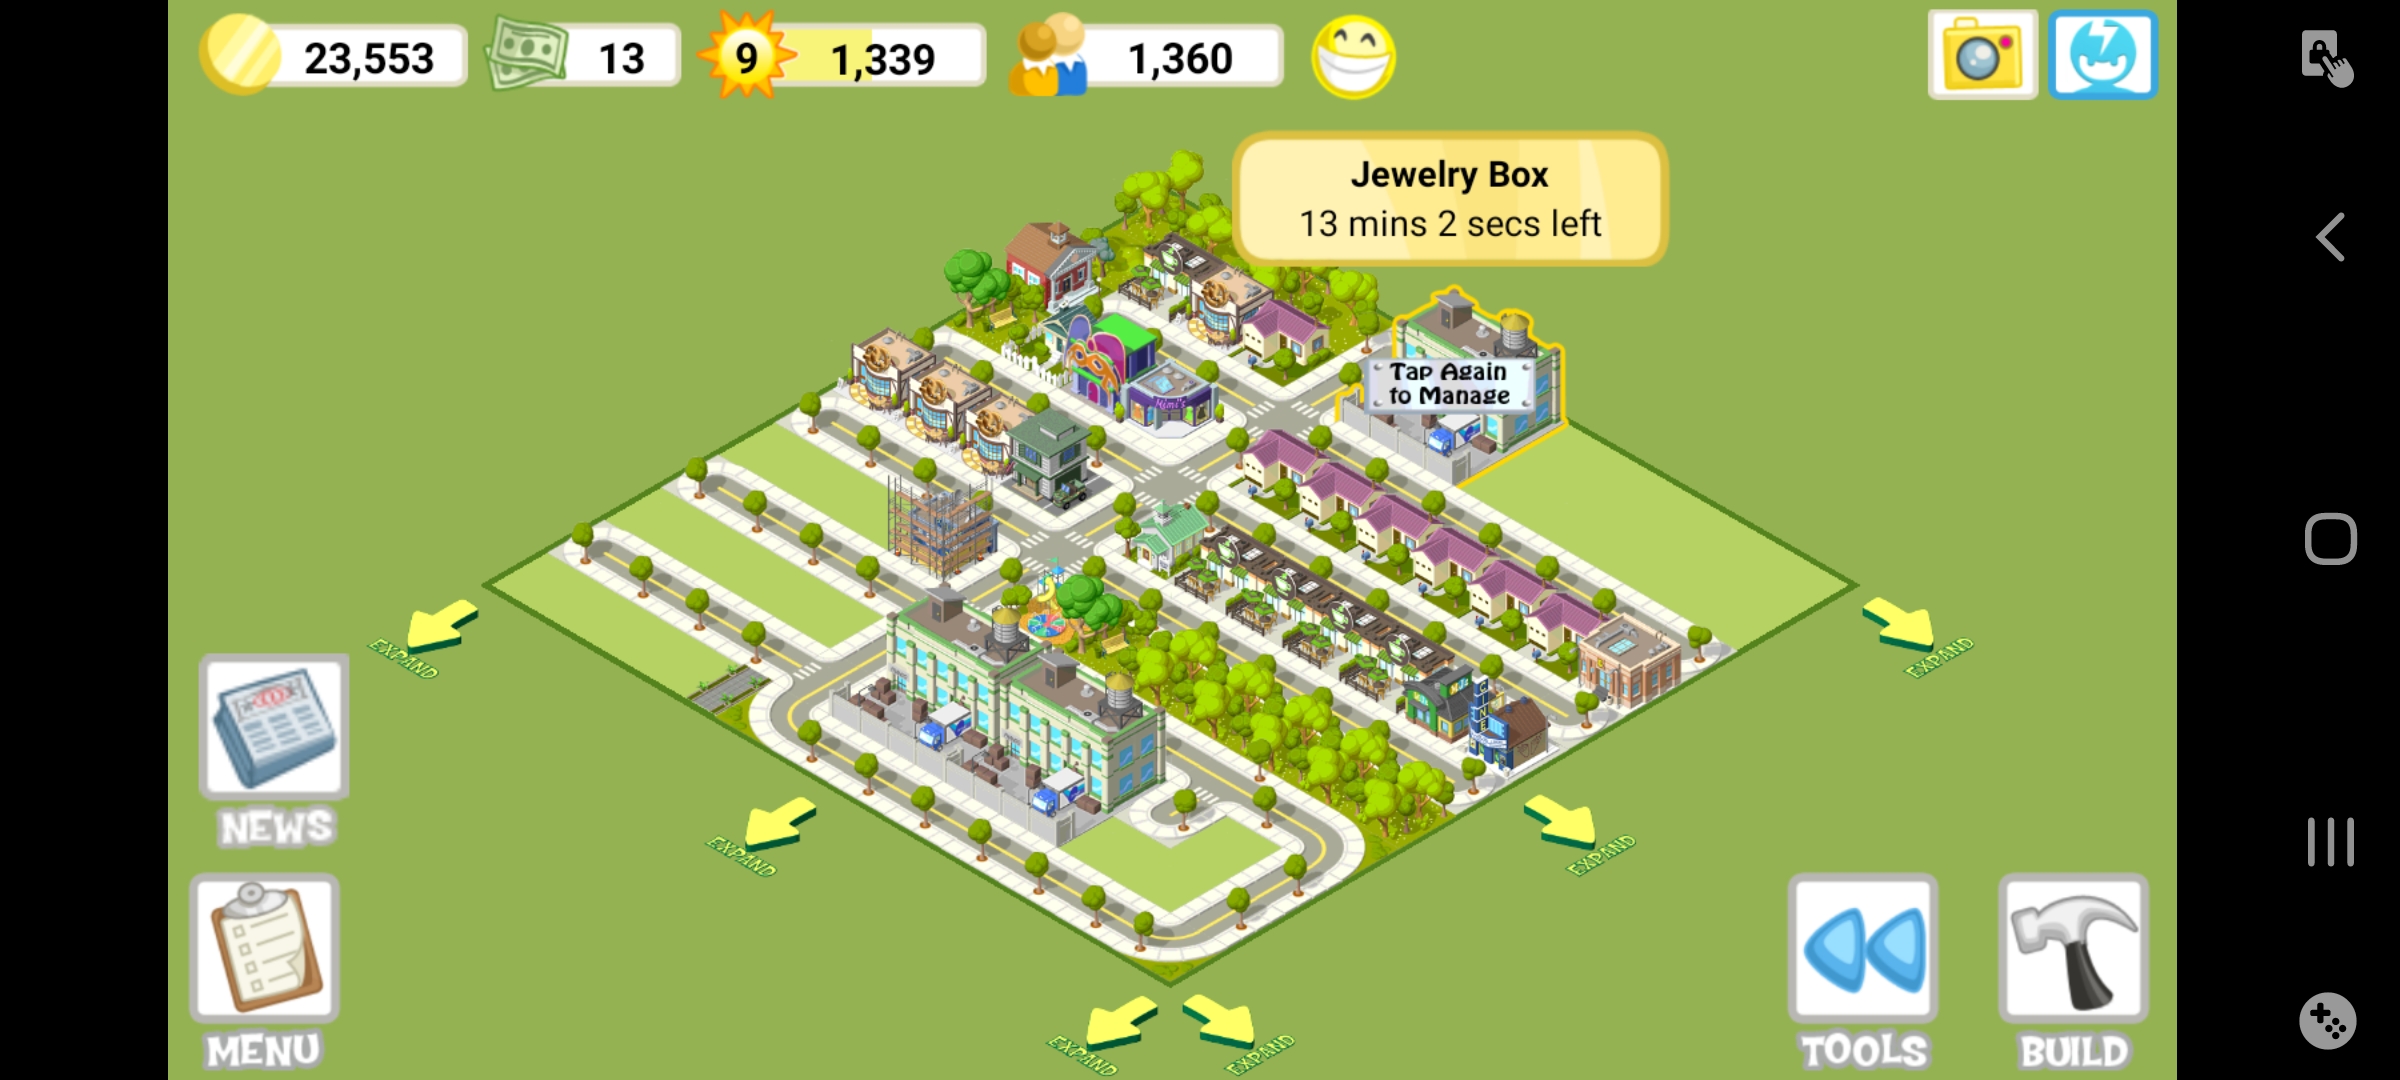 23,553
13
9
1,339
1,360
Jewelry Box
13 mins 2 secs left
Tap Again
to Manage
Mimi's
EXPAND
EXPAND
EXPAND
EXPAND
EXPAND
EXPAND
NEWS
MENU
TOOLS
BUILD